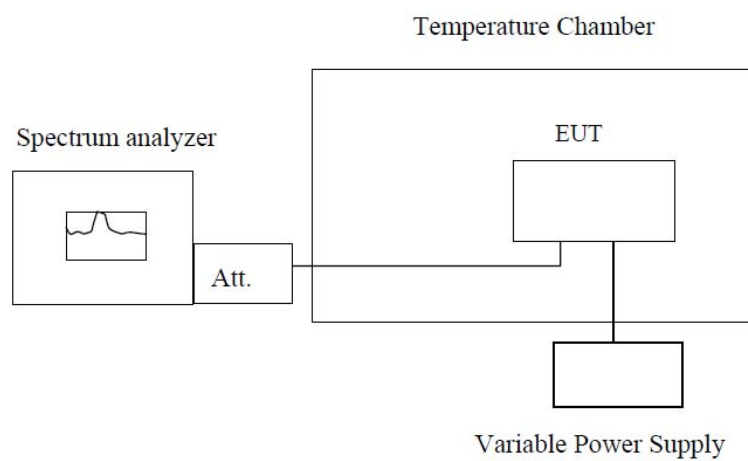 Temperature Chamber
Spectrum analyzer
EUT
Att.
Variable Power Supply